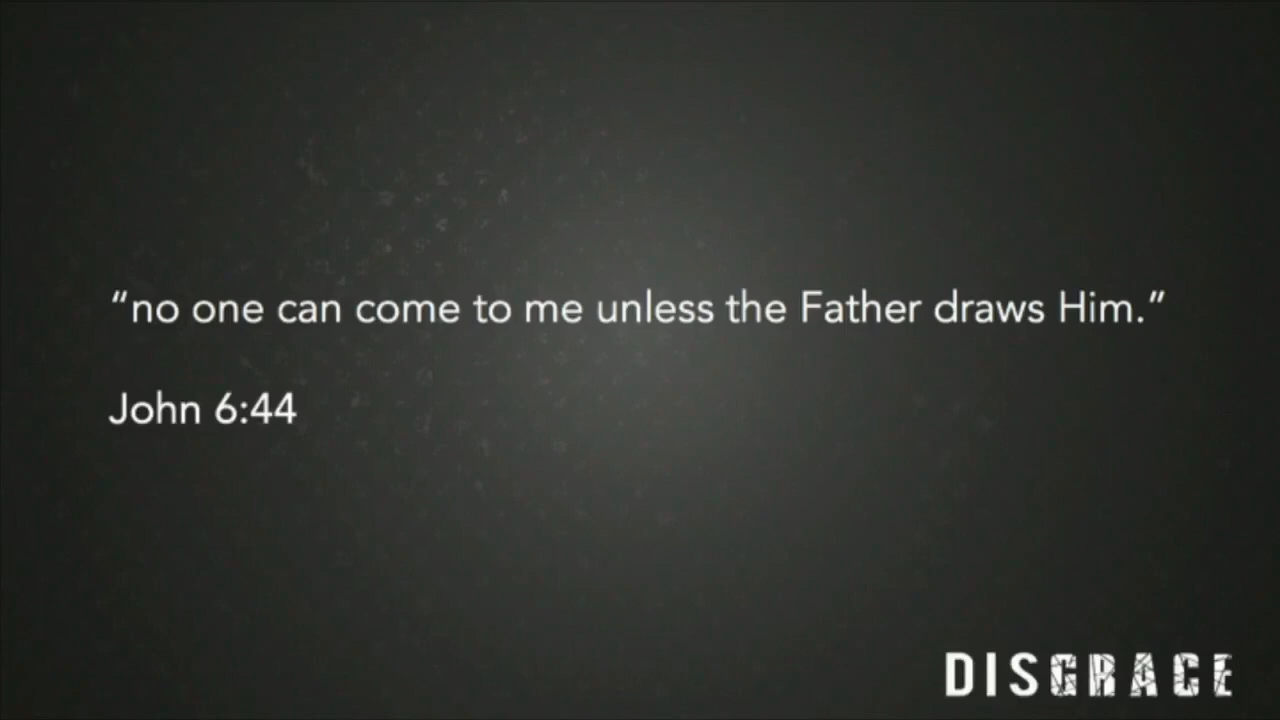 “no one can come to me unless the Father draws Him.”
John 6:44
DISGRACE